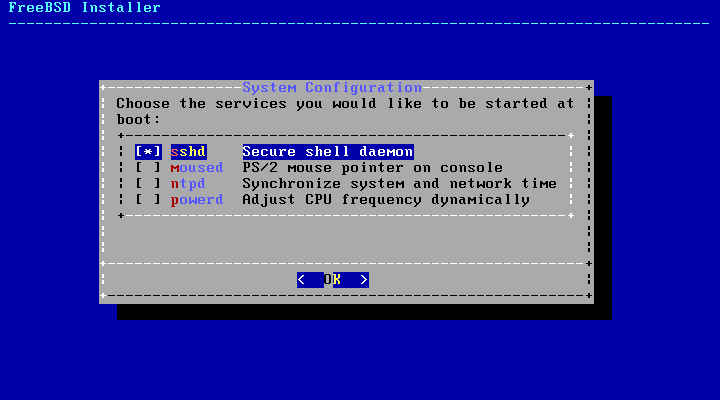 FreeBSD Installer
System Configuration
Choose the services you would like to be started at
boot:
[*] sshd Secure shell daemon
[ ] moused PS/2 mouse pointer on console
[ ] ntpd Synchronize system and network time
[ ] powerd Adjust CPU frequency dynamically
< OK >